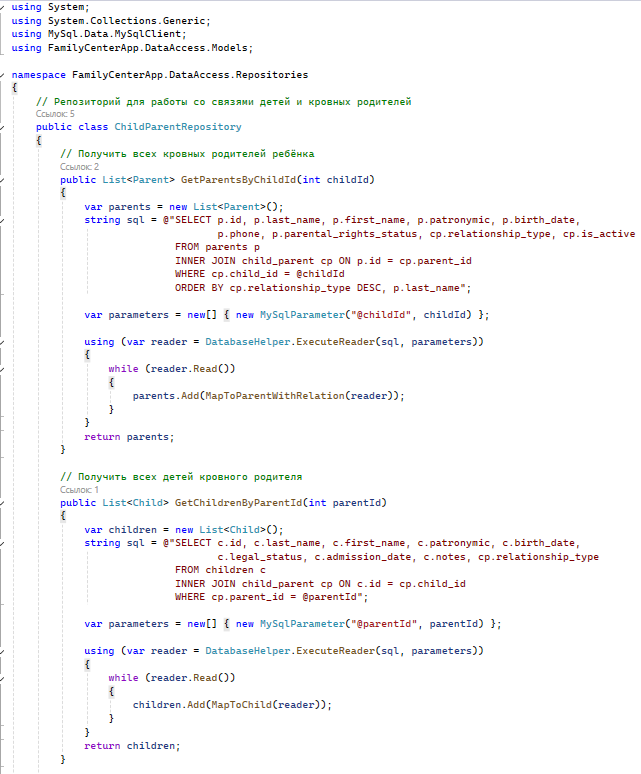 using System;
using System.Collections.Generic;
using MySql.Data.MySqlClient;
using FamilyCenterApp.DataAccess.Models;

namespace FamilyCenterApp.DataAccess.Repositories
{
    // Репозиторий для работы со связями детей и кровных родителей
    Ссылок: 5
    public class ChildParentRepository
    {
        // Получить всех кровных родителей ребёнка
        Ссылок: 2
        public List<Parent> GetParentsByChildId(int childId)
        {
            var parents = new List<Parent>();
            string sql = @"SELECT p.id, p.last_name, p.first_name, p.patronymic, p.birth_date,
                                  p.phone, p.parental_rights_status, cp.relationship_type, cp.is_active
                           FROM parents p
                           INNER JOIN child_parent cp ON p.id = cp.parent_id
                           WHERE cp.child_id = @childId
                           ORDER BY cp.relationship_type DESC, p.last_name";

            var parameters = new[] { new MySqlParameter("@childId", childId) };

            using (var reader = DatabaseHelper.ExecuteReader(sql, parameters))
            {
                while (reader.Read())
                {
                    parents.Add(MapToParentWithRelation(reader));
                }
            }
            return parents;
        }

        // Получить всех детей кровного родителя
        Ссылок: 1
        public List<Child> GetChildrenByParentId(int parentId)
        {
            var children = new List<Child>();
            string sql = @"SELECT c.id, c.last_name, c.first_name, c.patronymic, c.birth_date,
                                  c.legal_status, c.admission_date, c.notes, cp.relationship_type
                           FROM children c
                           INNER JOIN child_parent cp ON c.id = cp.child_id
                           WHERE cp.parent_id = @parentId";

            var parameters = new[] { new MySqlParameter("@parentId", parentId) };

            using (var reader = DatabaseHelper.ExecuteReader(sql, parameters))
            {
                while (reader.Read())
                {
                    children.Add(MapToChild(reader));
                }
            }
            return children;
        }